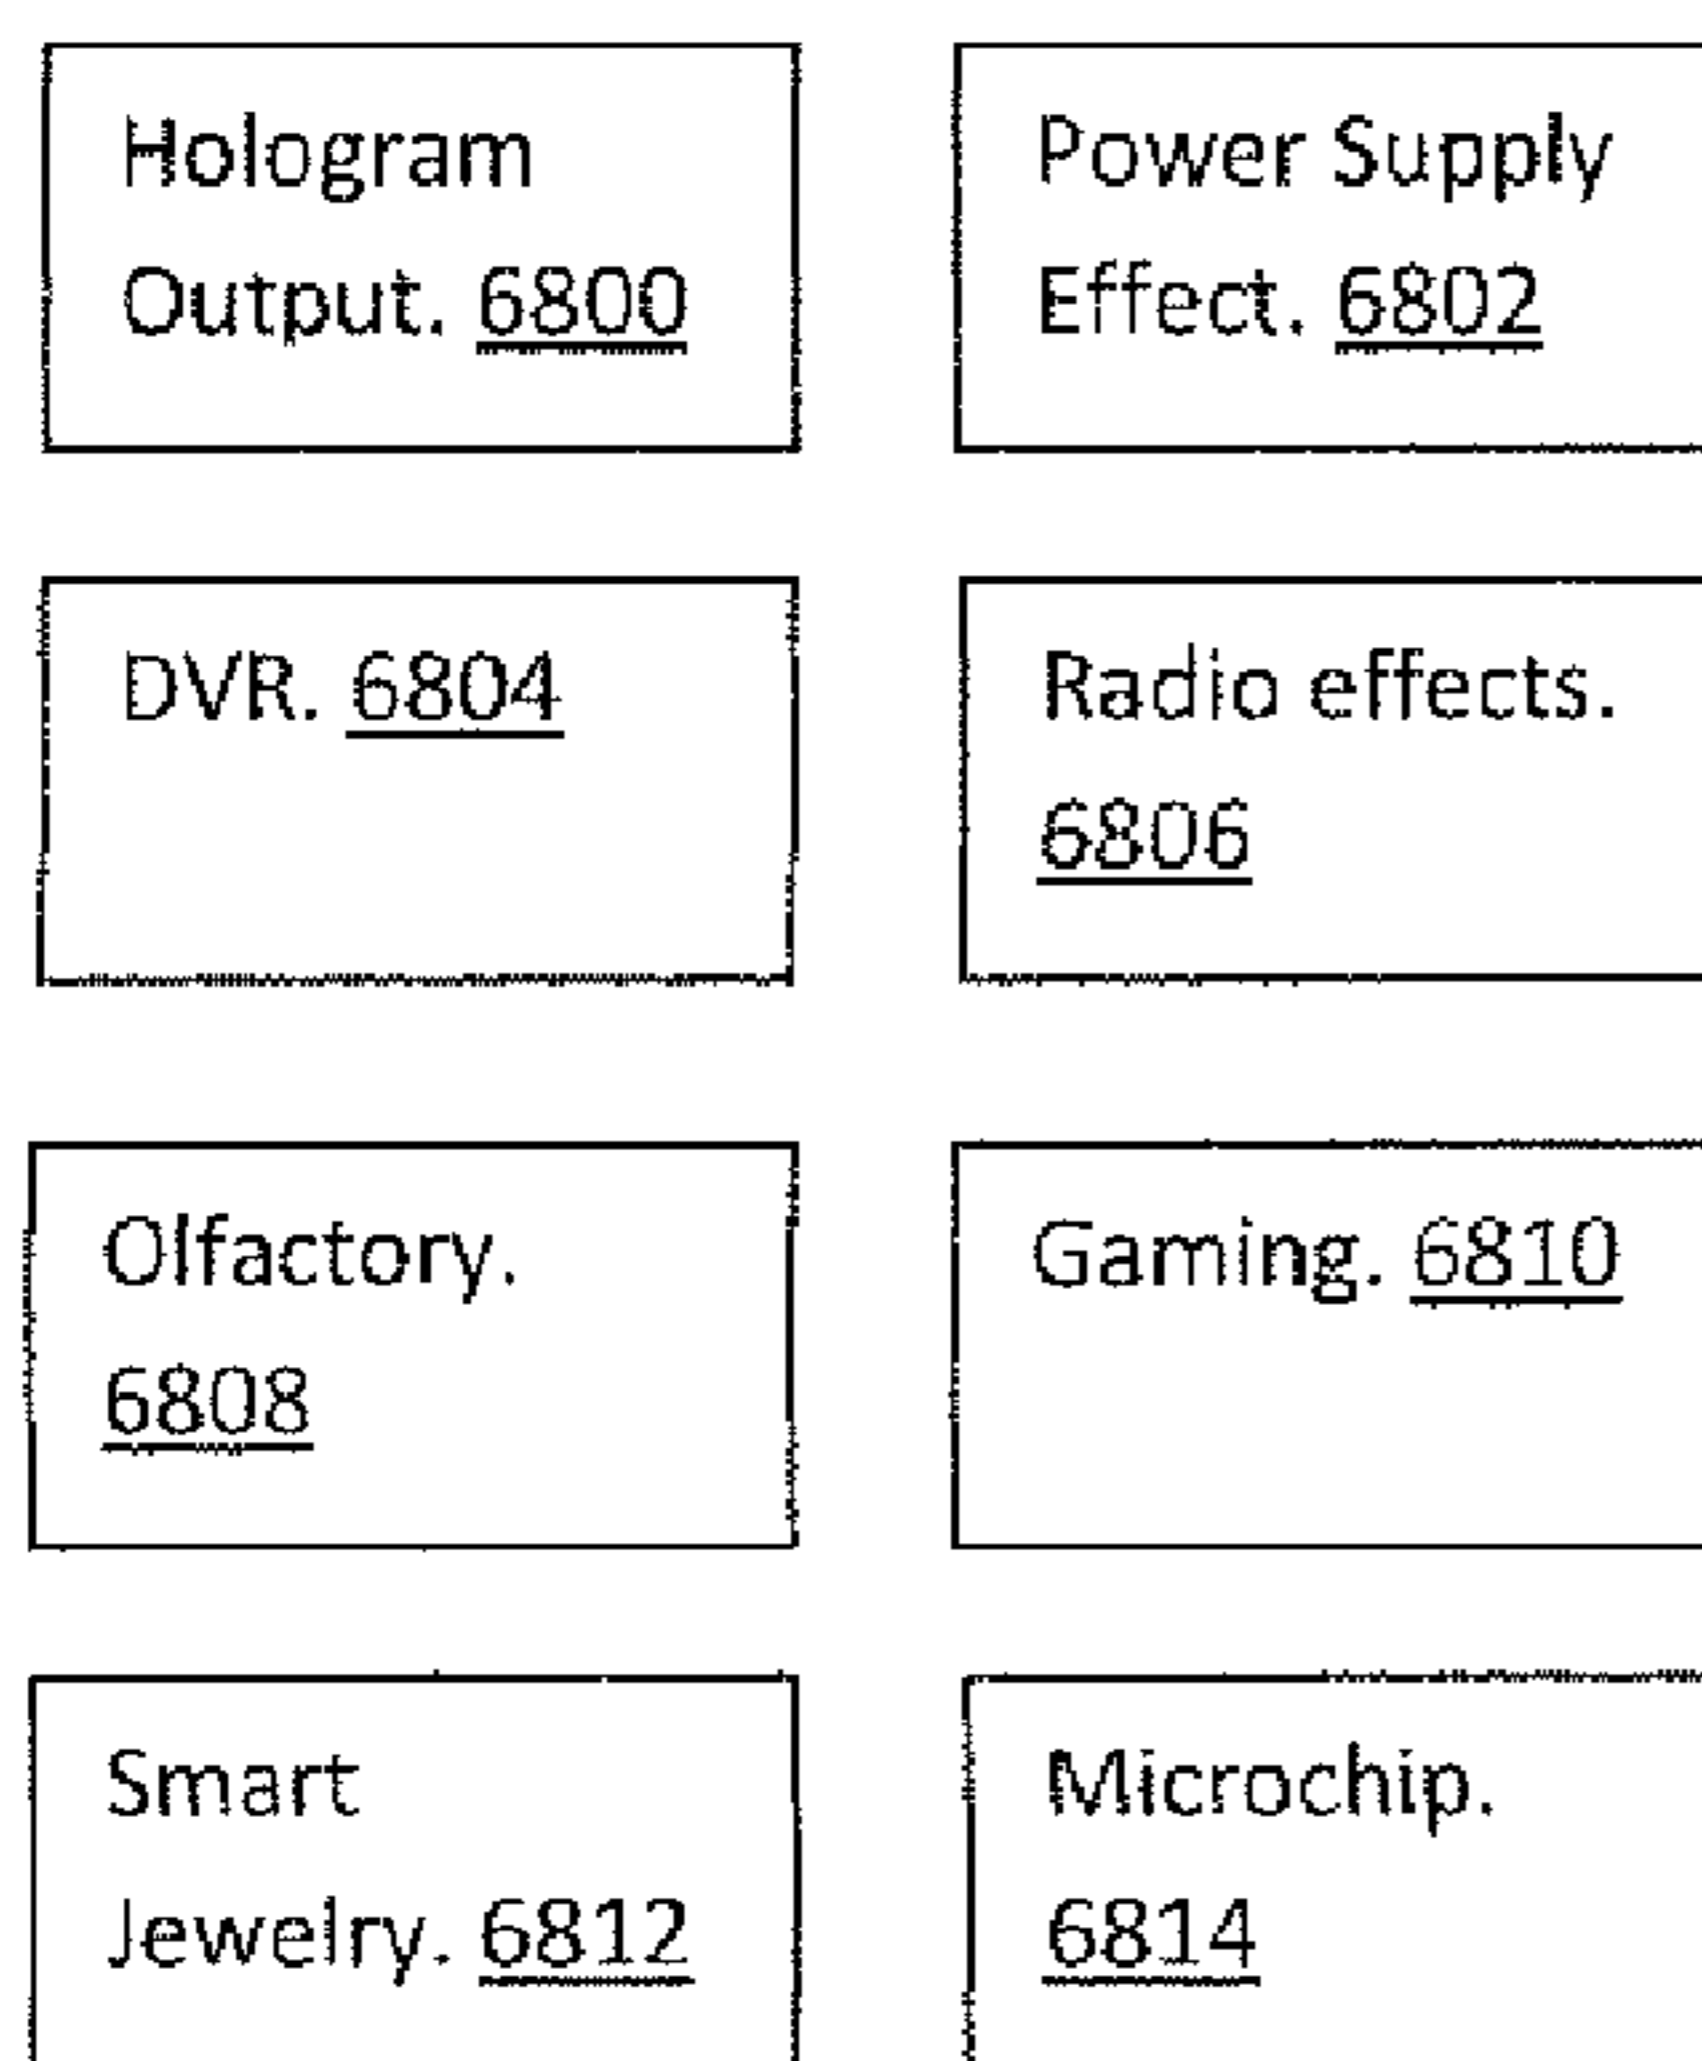 Hologram
Output. 6800
Power Supply
Effect. 6802
DVR. 6804
Radio effects.
6806
Olfactory.
6808
Gaming. 6810
Smart
Jewelry. 6812
Microchip.
6814